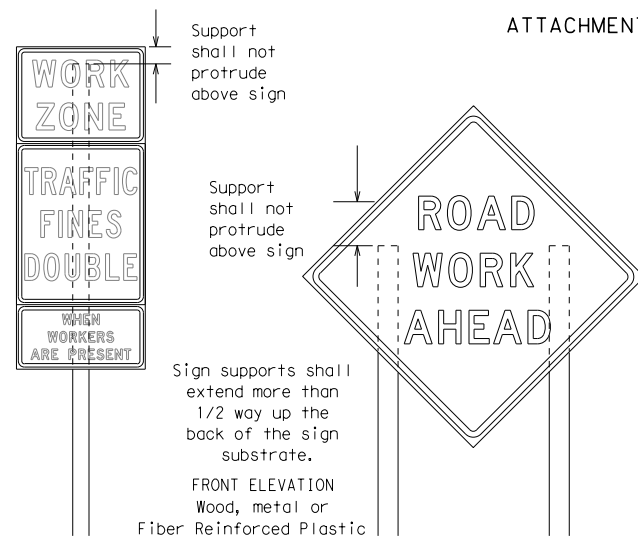 ATTACHMENT
Support
shall not
protrude
above sign
WORK
ZONE
TRAFFIC
FINES
DOUBLE
WHEN
WORKERS
ARE PRESENT
Support
shall not
protrude
above sign
ROAD
WORK
AHEAD
Sign supports shall
extend more than
1/2 way up the
back of the sign
substrate.
FRONT ELEVATION
Wood, metal or
Fiber Reinforced Plastic